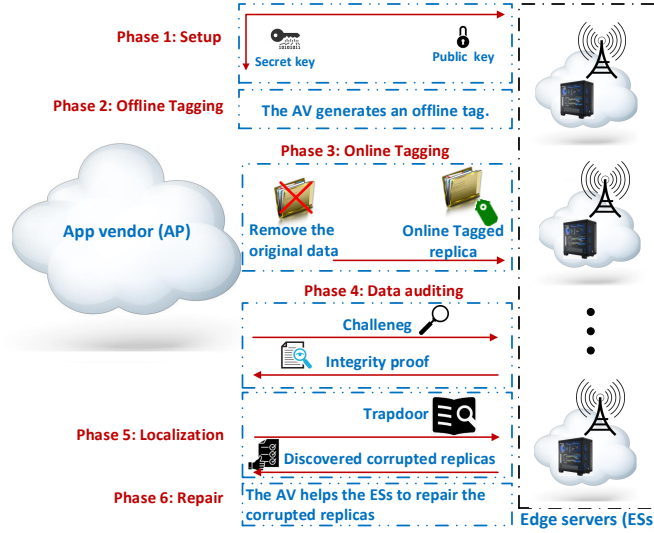 Phase 1: Setup
Secret key
10101011
Public key
Phase 2: Offline Tagging
The AV generates an offline tag.
Phase 3: Online Tagging
App vendor (AP)
Remove the
original data
Online Tagged
replica
Phase 4: Data auditing
Challeneg
Integrity proof
Phase 5: Localization
Trapdoor
Discovered corrupted replicas
Phase 6: Repair
The AV helps the ESs to repair the
corrupted replicas
Edge servers (ESs